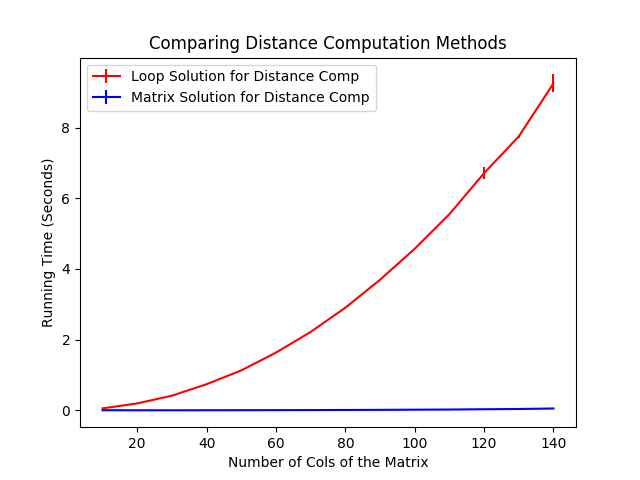 Comparing Distance Computation Methods
Loop Solution for Distance Comp
Matrix Solution for Distance Comp
Running Time (Seconds)
8
6
4
2
0
20 40 60 80 100 120 140
Number of Cols of the Matrix